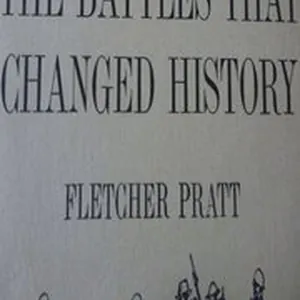 THE BATTLES THAT
CHANGED HISTORY
FLETCHER PRATT